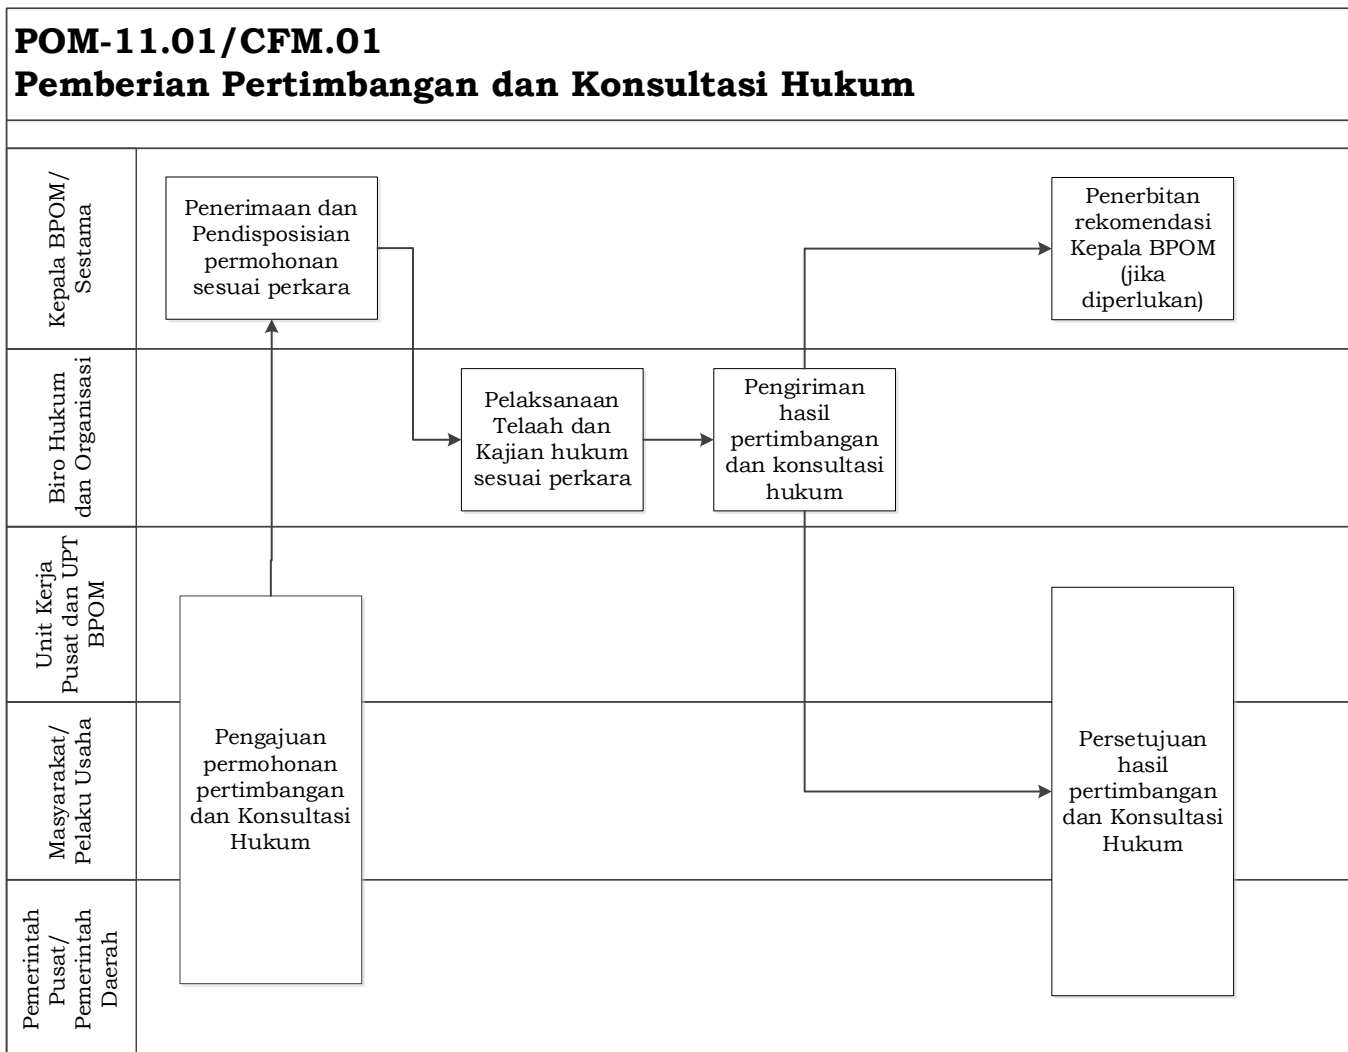 POM-11.01/CFM.01
Pemberian Pertimbangan dan Konsultasi Hukum
Kepala BPOM/
Sestama
Penerimaan dan
Pendisposisian
permohonan
sesuai perkara
Penerbitan
rekomendasi
Kepala BPOM
(jika
diperlukan)
Biro Hukum
dan Organisasi
Pelaksanaan
Telaah dan
Kajian hukum
sesuai perkara
Pengiriman
hasil
pertimbangan
dan konsultasi
hukum
Unit Kerja
Pusat dan UPT
BPOM
Masyarakat/
Pelaku Usaha
Pengajuan
permohonan
pertimbangan
dan Konsultasi
Hukum
Persetujuan
hasil
pertimbangan
dan Konsultasi
Hukum
Pemerintah
Pusat/
Pemerintah
Daerah